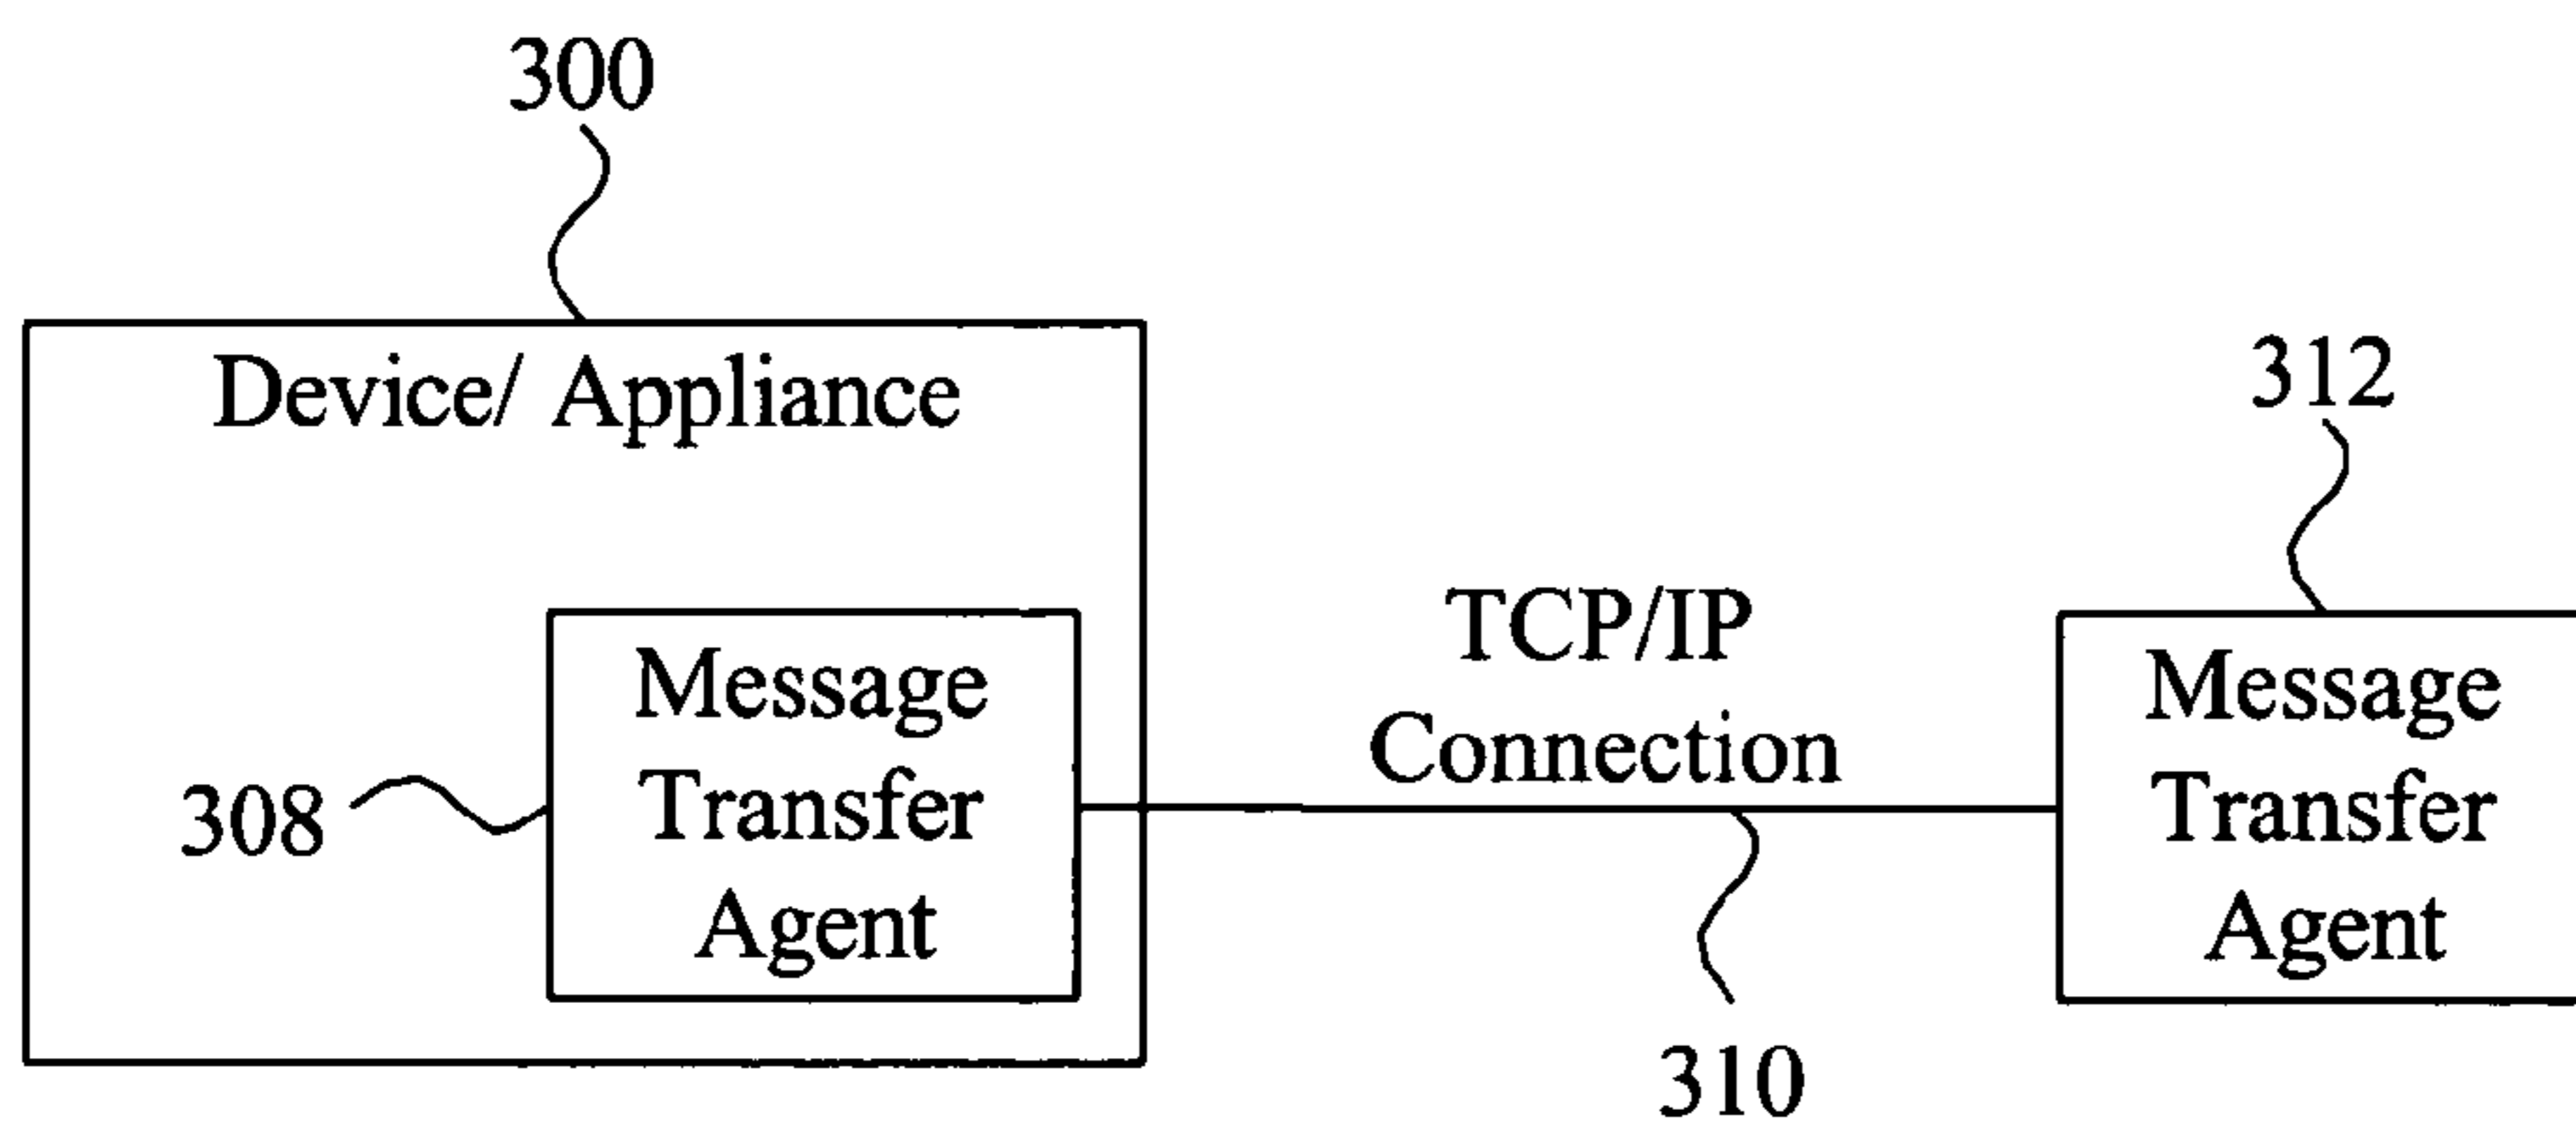 300
Device/ Appliance
312
TCP/IP
Connection
Message
Transfer
Agent
308
Message
Transfer
Agent
310